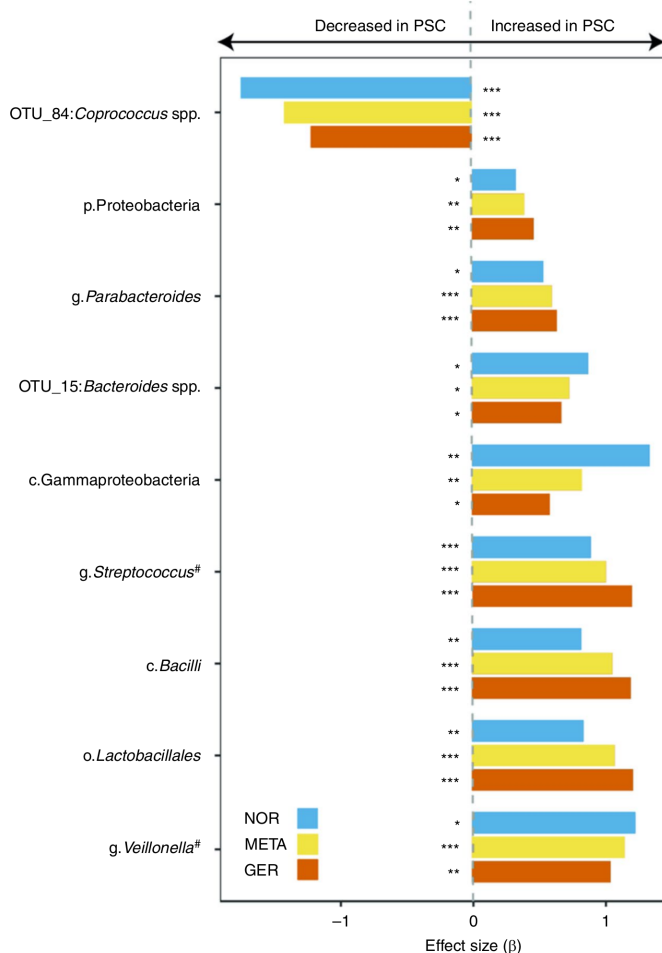 Decreased in PSC Increased in PSC
OTU_84:Coprococcus spp.
***
***
***
p.Proteobacteria
*
**
**
g.Parabacteroides
*
***
***
OTU_15:Bacteroides spp.
*
*
*
c.Gammaproteobacteria
**
**
*
g.Streptococcus#
***
***
***
c.Bacilli
**
***
***
o.Lactobacillales
**
***
***
g.Veillonella#
*
***
**
NOR
META
GER
−1 0 1
Effect size (β)